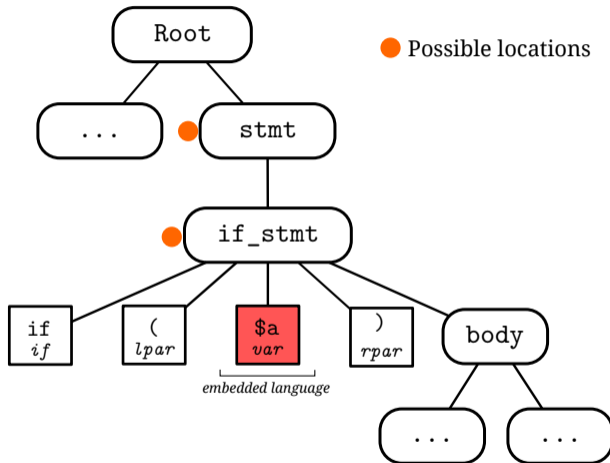 Root
Possible locations
...
stmt
if_stmt
if
if
(
lpar
$a
var
)
rpar
body
embedded language
...
...